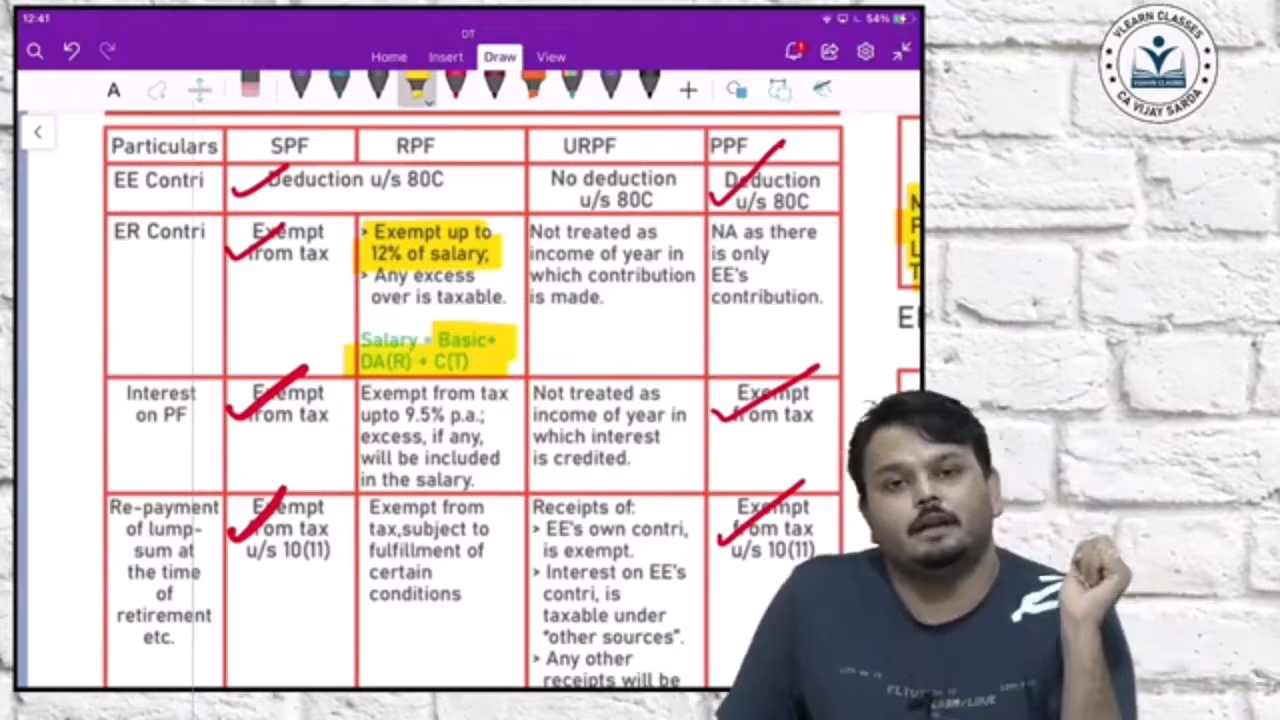 12:41
54%
DT
Home Insert Draw View
A
Particulars SPF RPF URPF PPF
EE Contri
Deduction u/s 80C
No deduction
u/s 80C
Deduction
u/s 80C
ER Contri
Exempt
from tax
> Exempt up to
12% of salary;
> Any excess
over is taxable.
Salary = Basic+
DA(R) + C(T)
Not treated as
income of year in
which contribution
is made.
NA as there
is only
EE's
contribution.
Interest
on PF
Exempt
from tax
Exempt from tax
upto 9.5% p.a.;
excess, if any,
will be included
in the salary.
Not treated as
income of year in
which interest
is credited.
Exempt
from tax
Re-payment
of lump-
sum at
the time
of
retirement
etc.
Exempt
from tax
u/s 10(11)
Exempt from
tax,subject to
fulfillment of
certain
conditions
Receipts of:
> EE's own contri,
is exempt.
> Interest on EE's
contri, is
taxable under
"other sources".
> Any other
receipts will be
Exempt
from tax
u/s 10(11)
VLEARN CLASSES
CA VIJAY SARDA